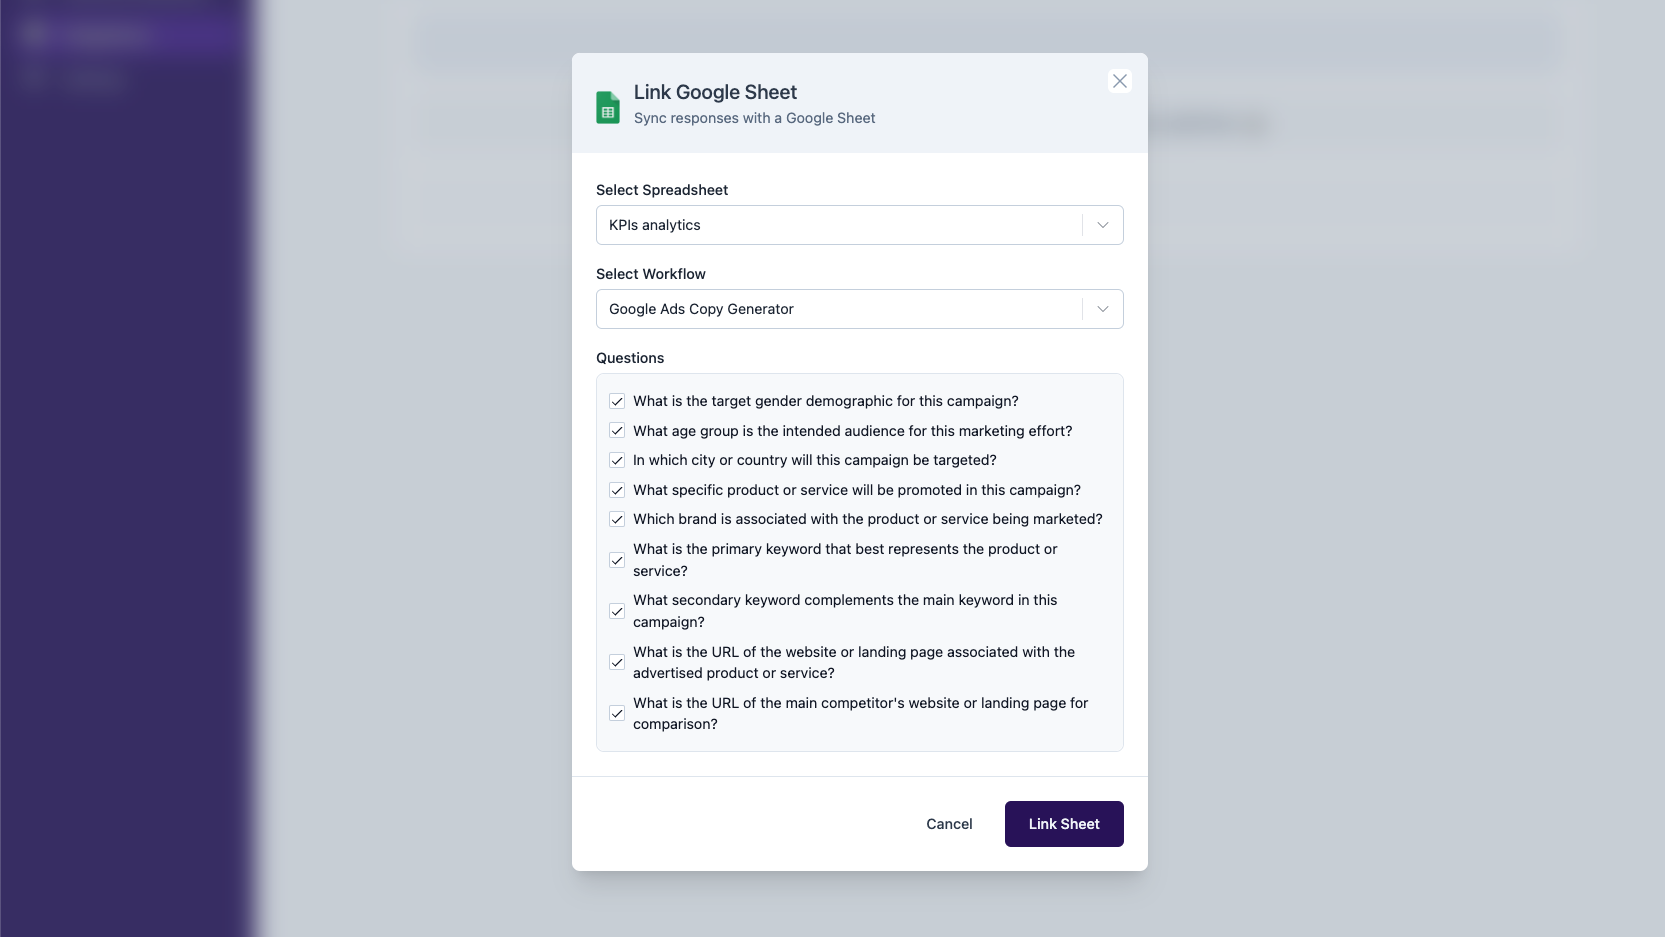 Link Google Sheet
Sync responses with a Google Sheet
Select Spreadsheet
KPIs analytics
Select Workflow
Google Ads Copy Generator
Questions
What is the target gender demographic for this campaign?
What age group is the intended audience for this marketing effort?
In which city or country will this campaign be targeted?
What specific product or service will be promoted in this campaign?
Which brand is associated with the product or service being marketed?
What is the primary keyword that best represents the product or
service?
What secondary keyword complements the main keyword in this
campaign?
What is the URL of the website or landing page associated with the
advertised product or service?
What is the URL of the main competitor's website or landing page for
comparison?
Cancel
Link Sheet